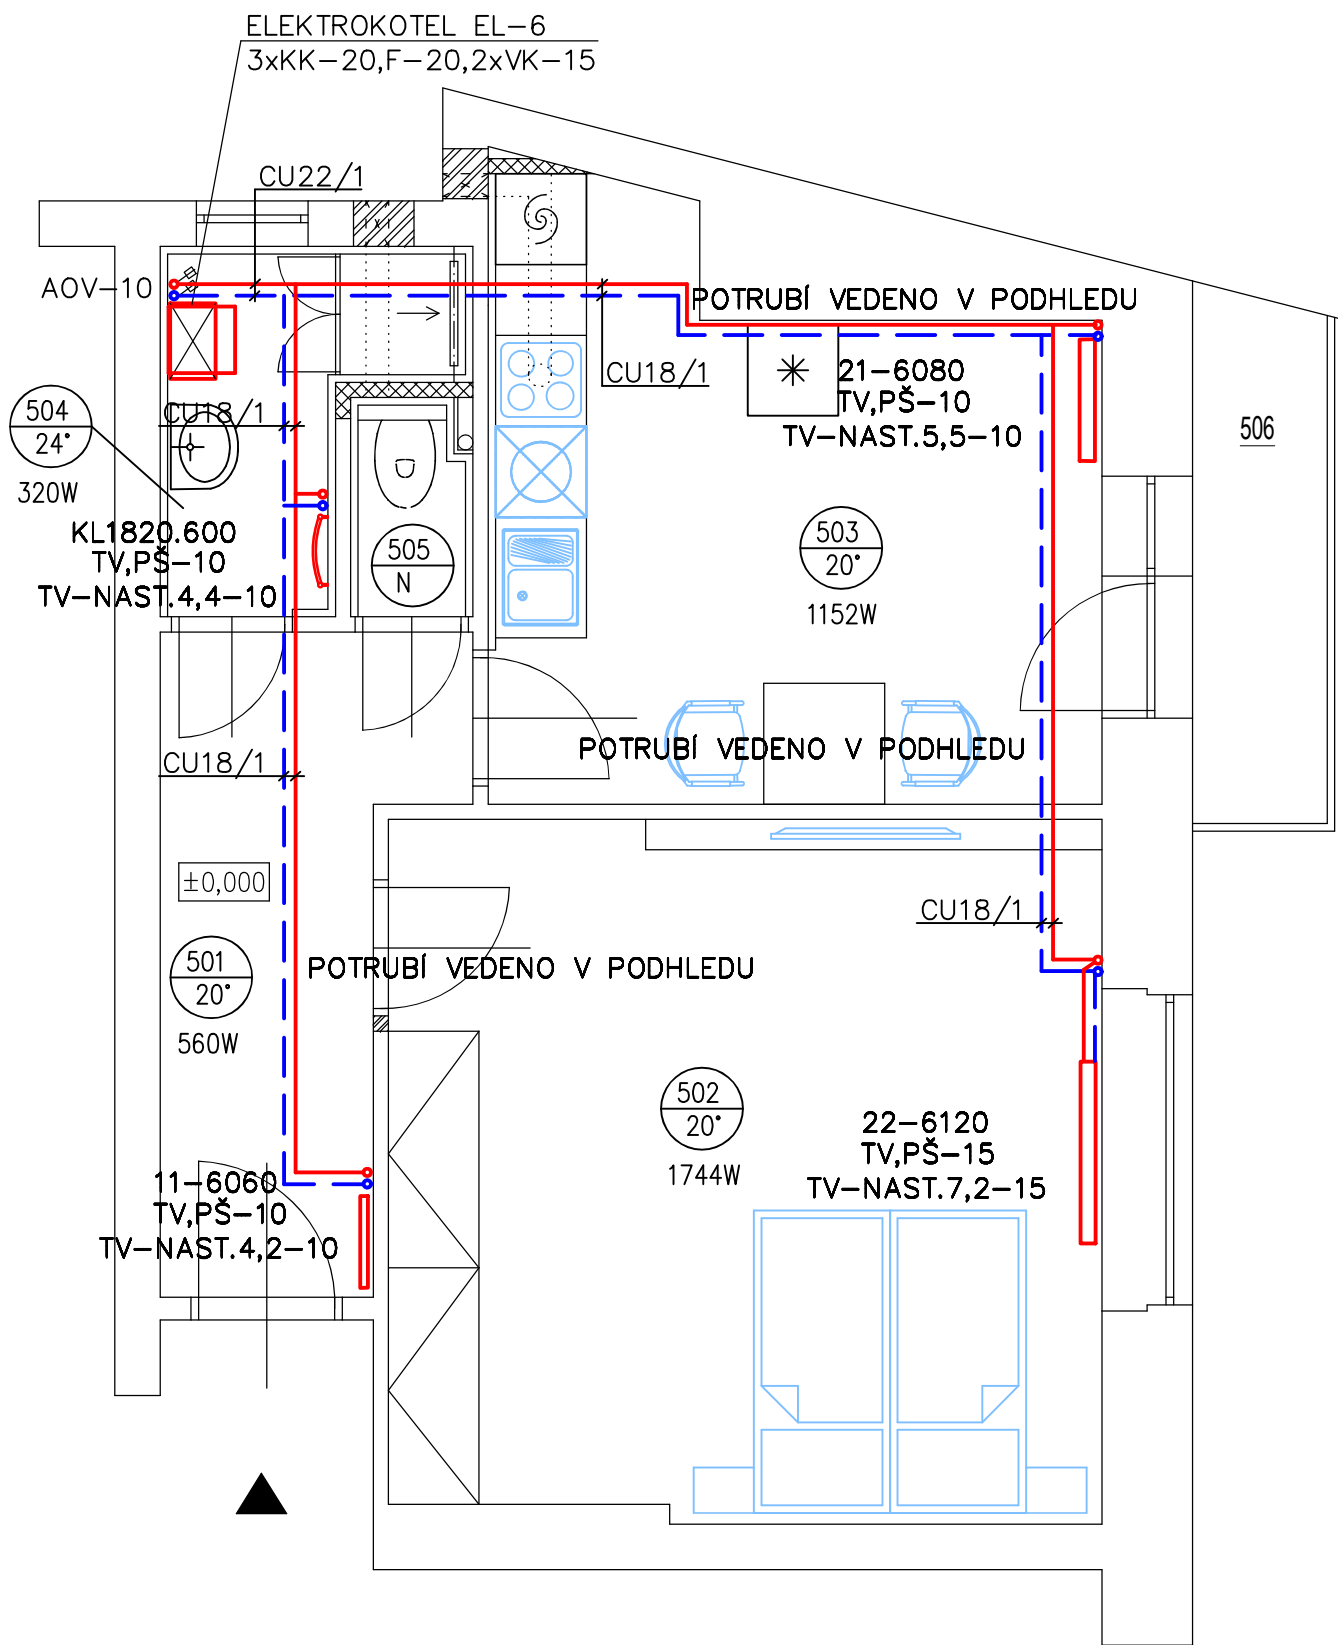 ELEKTROKOTEL EL-6
3xKK-20,F-20,2xVK-15
CU22/1
AOV-10
POTRUBÍ VEDENO V PODHLEDU
CU18/1
21-6080
TV,PŠ-10
TV-NAST.5,5-10
504
24°
320W
CU18/1
506
KL1820.600
TV,PŠ-10
TV-NAST.4,4-10
505
N
503
20°
1152W
POTRUBÍ VEDENO V PODHLEDU
CU18/1
±0,000
CU18/1
501
20°
560W
POTRUBÍ VEDENO V PODHLEDU
502
20°
1744W
22-6120
TV,PŠ-15
TV-NAST.7,2-15
11-6060
TV,PŠ-10
TV-NAST.4,2-10